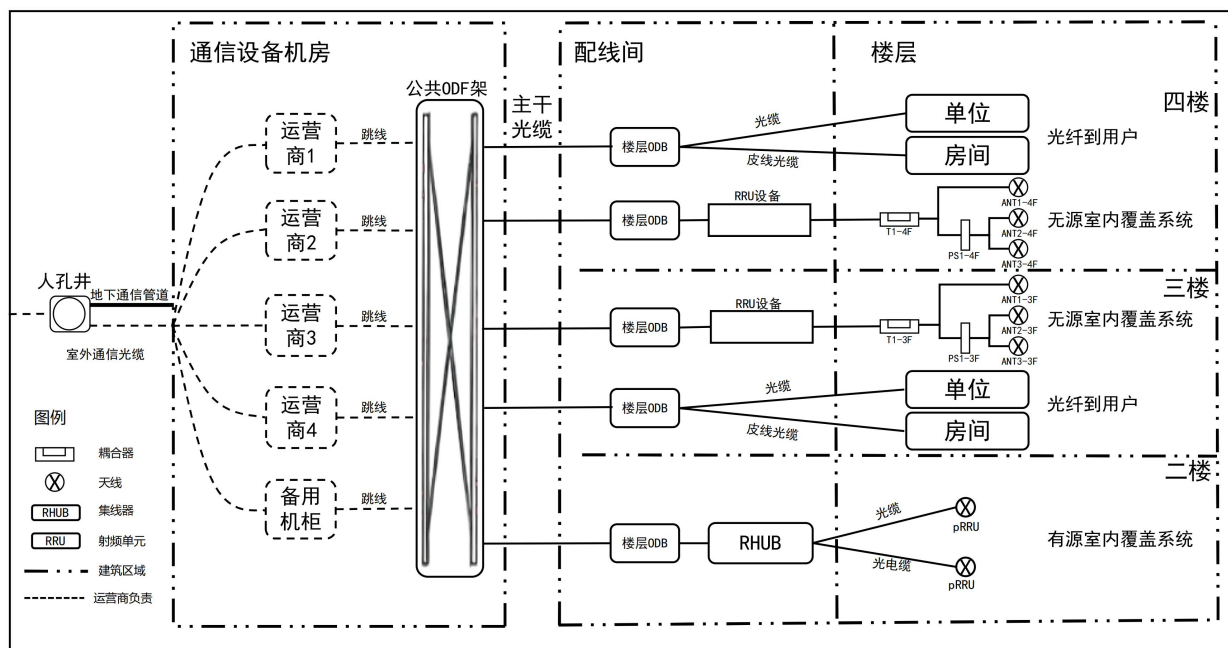 通信设备机房
配线间
楼层
公共ODF架
主干
光缆
四楼
运营
商1
跳线
楼层ODB
光缆
皮线光缆
单位
房间
光纤到用户
运营
商2
跳线
楼层ODB
RRU设备
T1-4F
PS1-4F
ANT1-4F
ANT2-4F
ANT3-4F
无源室内覆盖系统
人孔井
地下通信管道
室外通信光缆
三楼
运营
商3
跳线
楼层ODB
RRU设备
T1-3F
PS1-3F
ANT1-3F
ANT2-3F
ANT3-3F
无源室内覆盖系统
运营
商4
跳线
楼层ODB
光缆
皮线光缆
单位
房间
光纤到用户
二楼
备用
机柜
跳线
楼层ODB
RHUB
光缆
光电缆
pRRU
pRRU
有源室内覆盖系统
图例
耦合器
天线
RHUB 集线器
RRU 射频单元
建筑区域
运营商负责